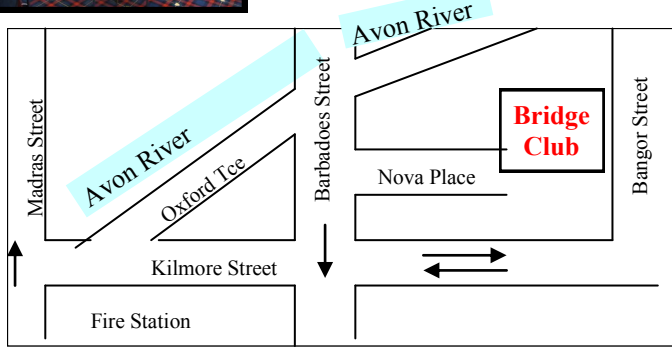 Avon River
Avon River
Madras Street
Oxford Tce
Barbadoes Street
Bridge
Club
Bangor Street
Nova Place
Kilmore Street
Fire Station